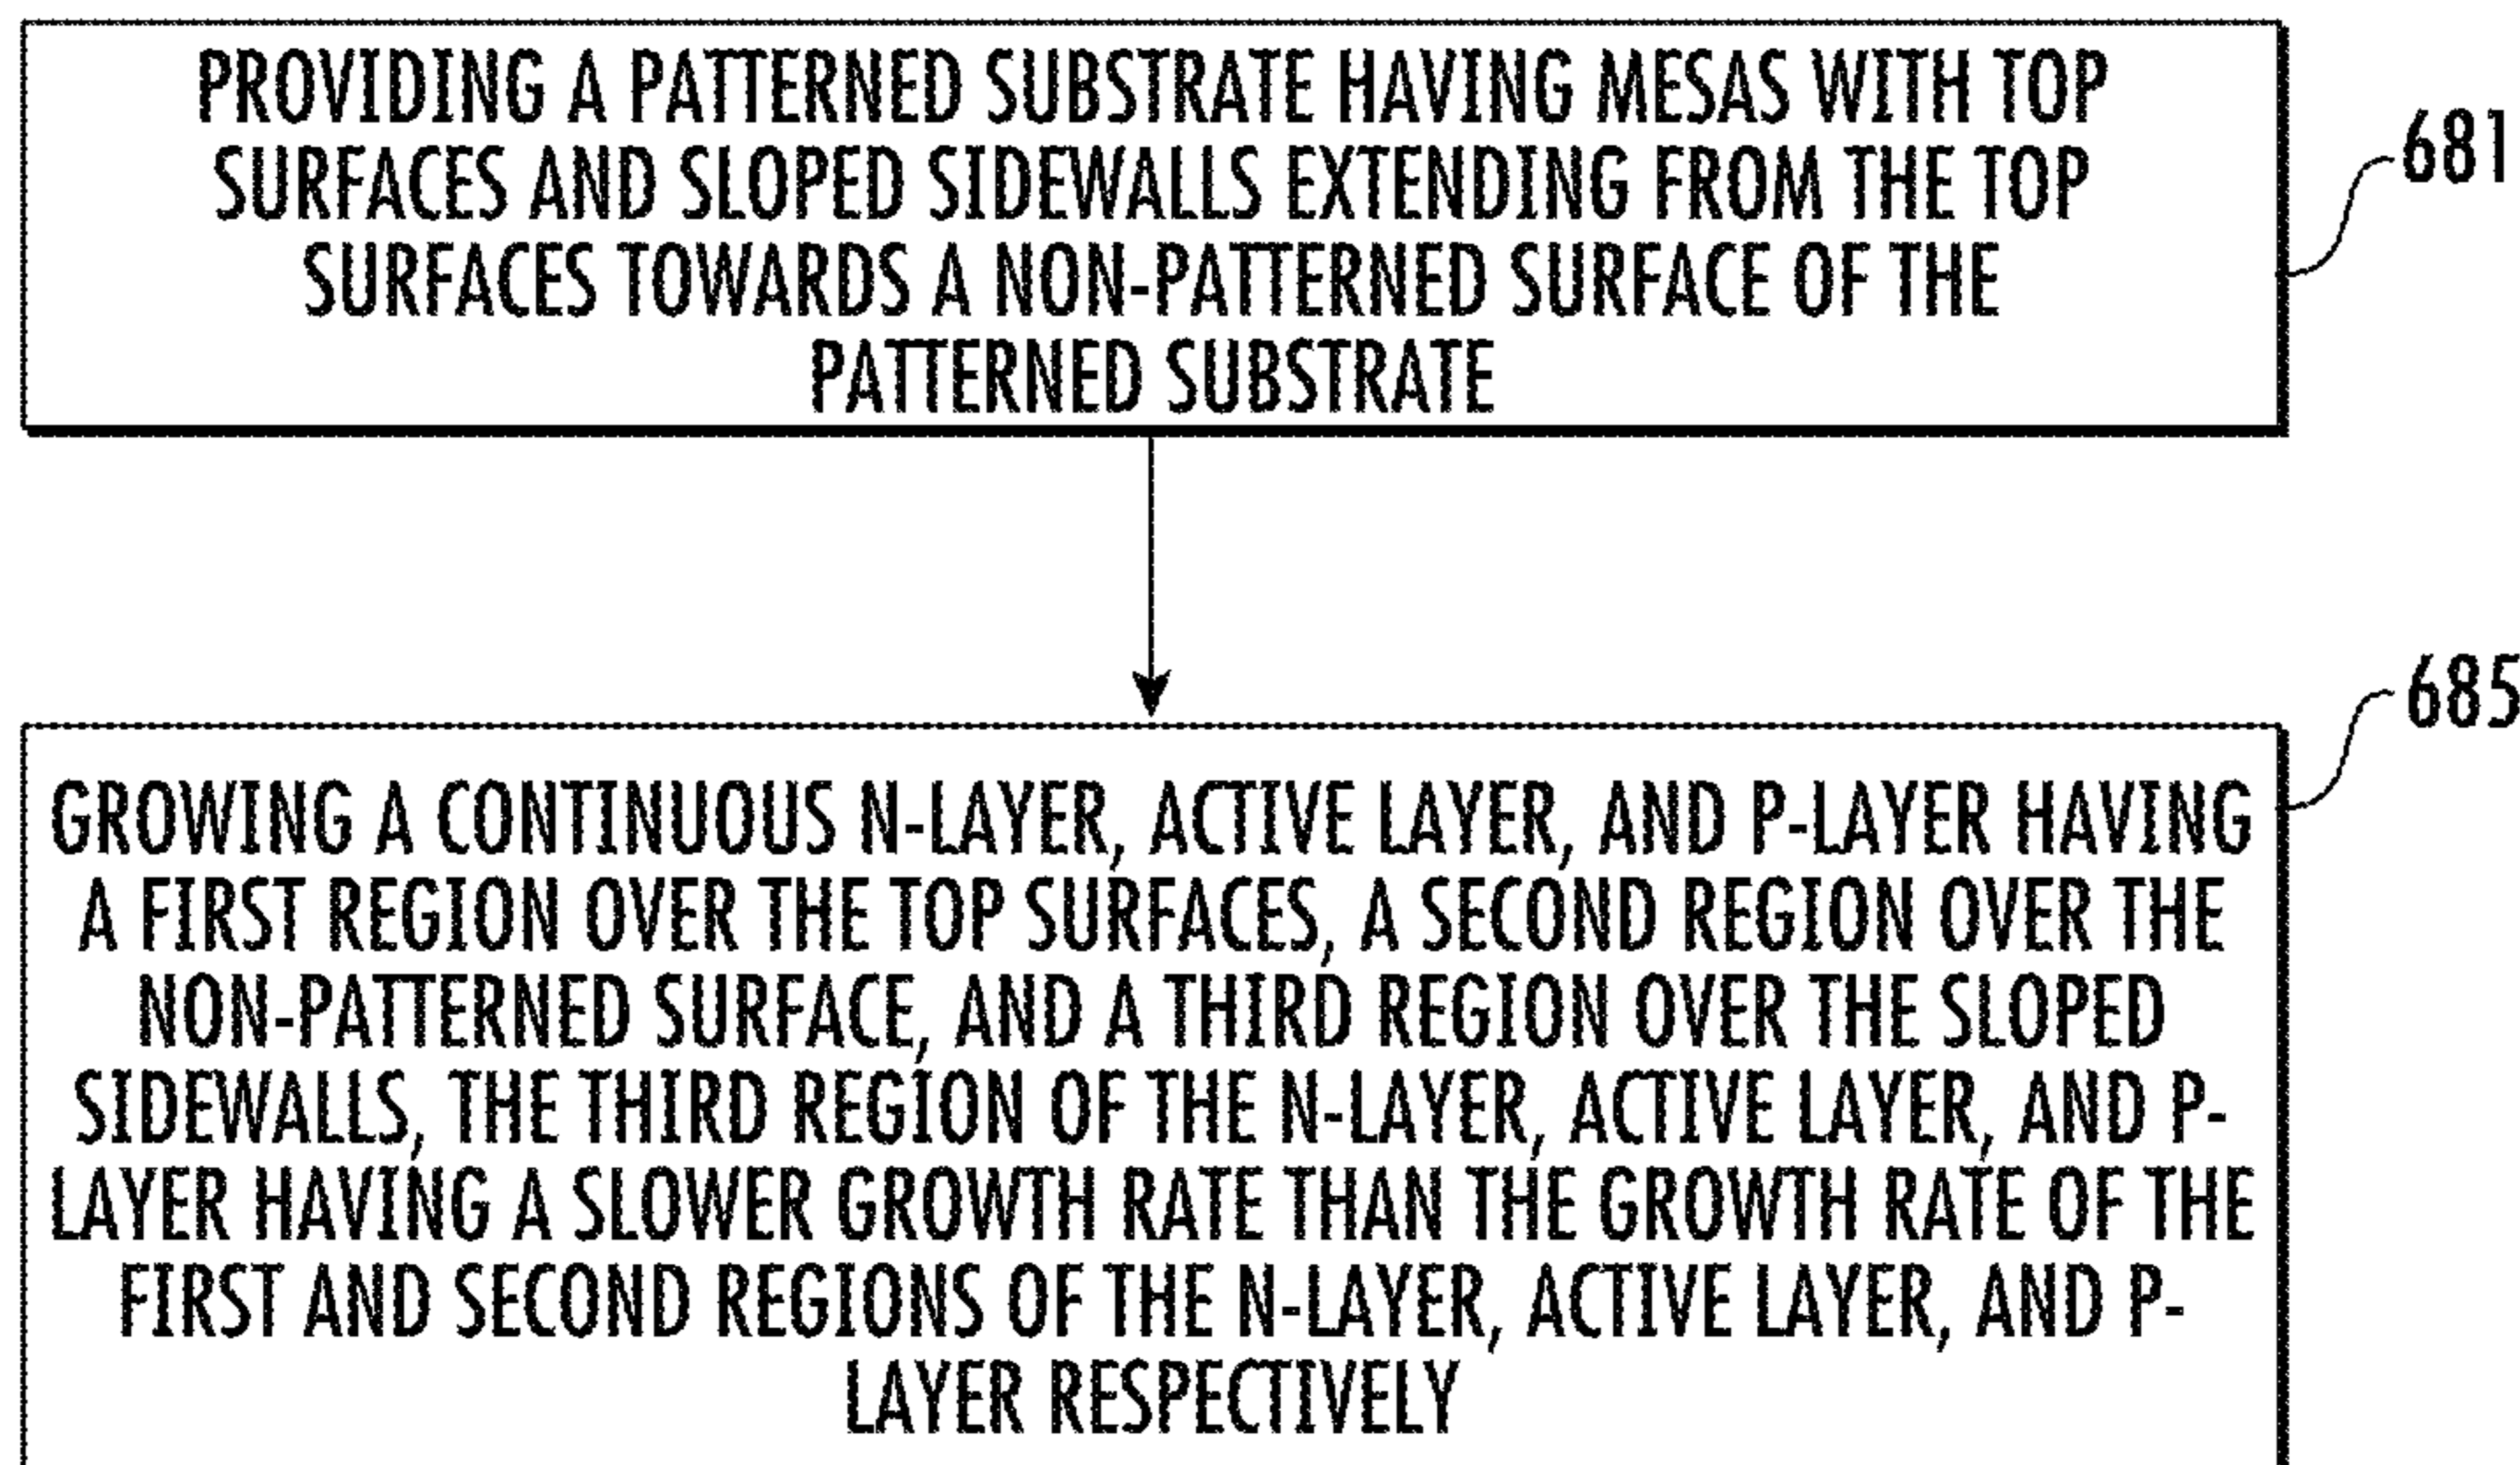 PROVIDING A PATTERNED SUBSTRATE HAVING MESAS WITH TOP
SURFACES AND SLOPED SIDEWALLS EXTENDING FROM THE TOP
SURFACES TOWARDS A NON-PATTERNED SURFACE OF THE
PATTERNED SUBSTRATE
681
685
GROWING A CONTINUOUS N-LAYER, ACTIVE LAYER, AND P-LAYER HAVING
A FIRST REGION OVER THE TOP SURFACES, A SECOND REGION OVER THE
NON-PATTERNED SURFACE, AND A THIRD REGION OVER THE SLOPED
SIDEWALLS, THE THIRD REGION OF THE N-LAYER, ACTIVE LAYER, AND P-
LAYER HAVING A SLOWER GROWTH RATE THAN THE GROWTH RATE OF THE
FIRST AND SECOND REGIONS OF THE N-LAYER, ACTIVE LAYER, AND P-
LAYER RESPECTIVELY